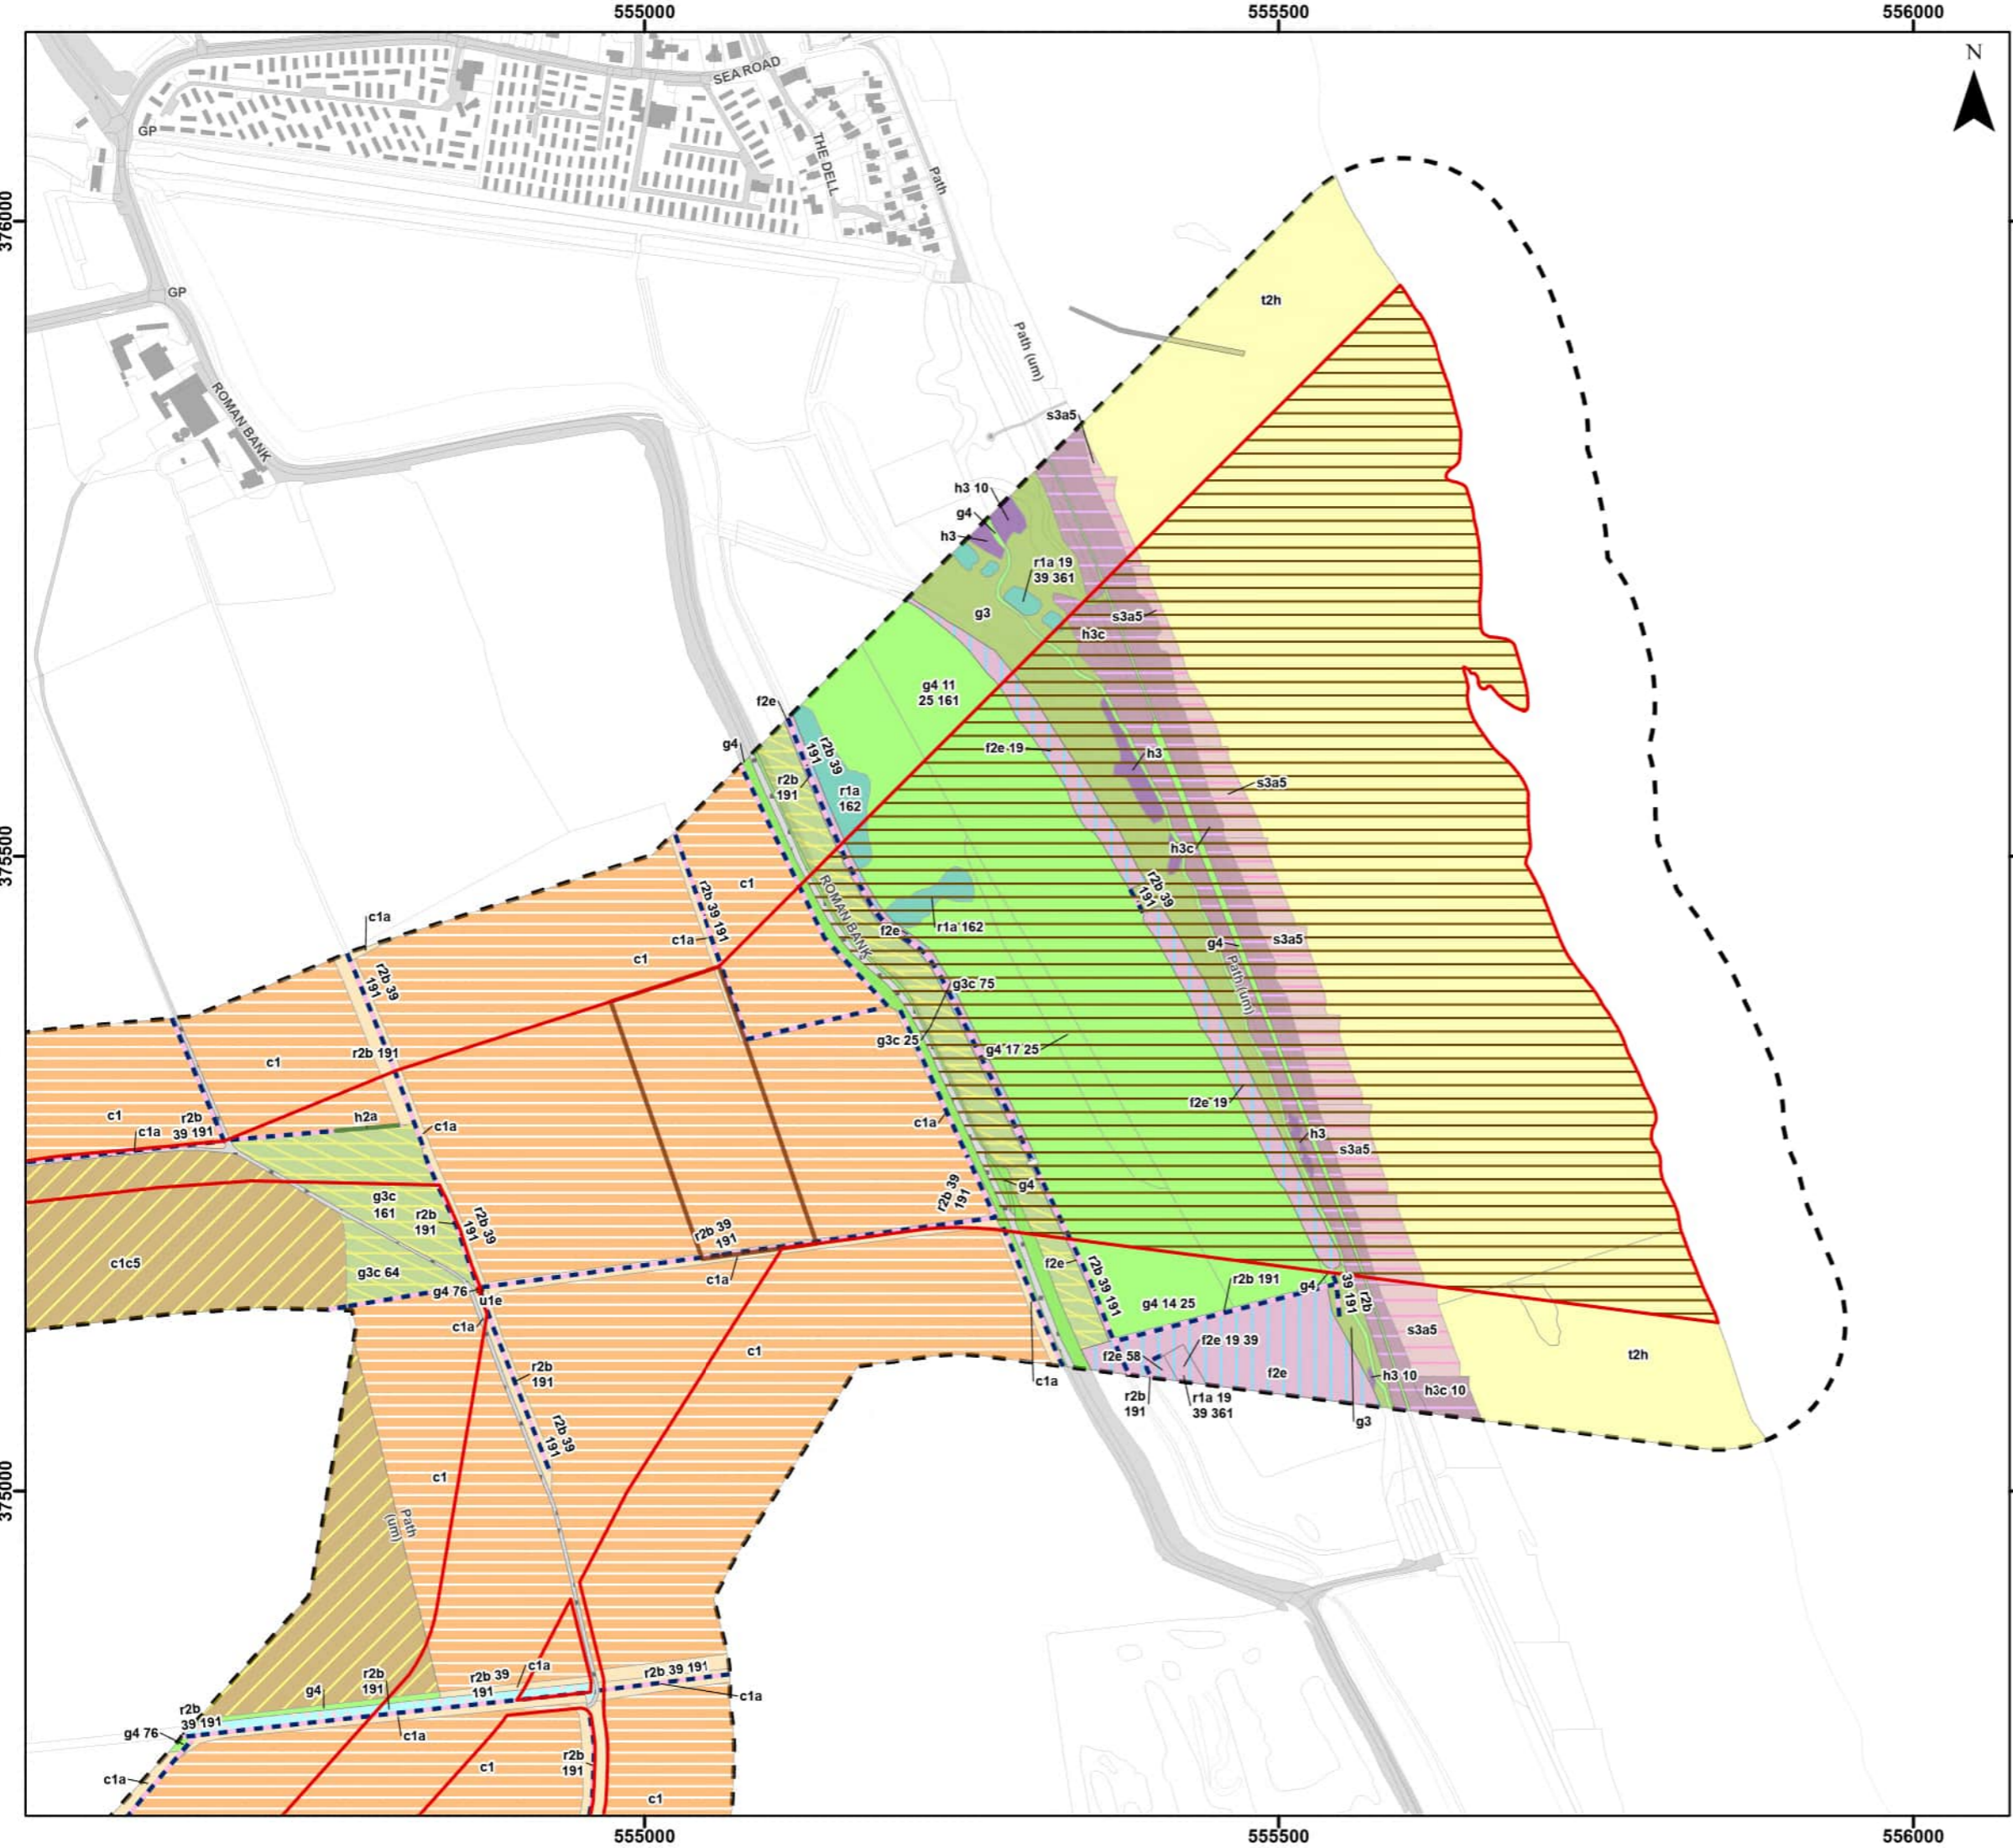 555000
555500
556000
N
376000
375500
375000
SEA ROAD
GP
THE DELL
Path
GP
ROMAN BANK
Path (um)
t2h
s3a5
h3 10
g4
h3
r1a 19
39 361
g3
s3a5
h3c
g4 11
25 161
f2e
g4
r2b 39
191
r2b
191
r1a
162
f2e 19
h3
s3a5
h3c
c1
ROMAN BANK
r2b 39
191
r2b 39 191
c1a
c1a
f2e
r1a 162
g4
s3a5
Path (um)
c1
r2b 39
191
g3c 75
g3c 25
g4 17 25
r2b 191
c1
f2e 19
c1
c1a
r2b
39 191
h2a
c1a
c1a
h3
s3a5
g3c
161
r2b
191
r2b 39
191
r2b 39
191
g4
r2b 39
191
c1c5
g3c 64
g4 76
u1e
c1a
c1a
f2e
r2b 39 191
r2b 191
g4
r2b
39 191
g4 14 25
s3a5
f2e 19 39
f2e 58
f2e
t2h
c1
r2b
191
c1a
r2b
191
r1a 19
39 361
h3 10
h3c 10
g3
r2b 39
191
c1
Path
(um)
c1a
r2b
191
r2b 39
191
r2b 39 191
g4
c1a
r2b
39 191
g4 76
c1a
c1a
c1
r2b
191
c1
555000
555500
556000